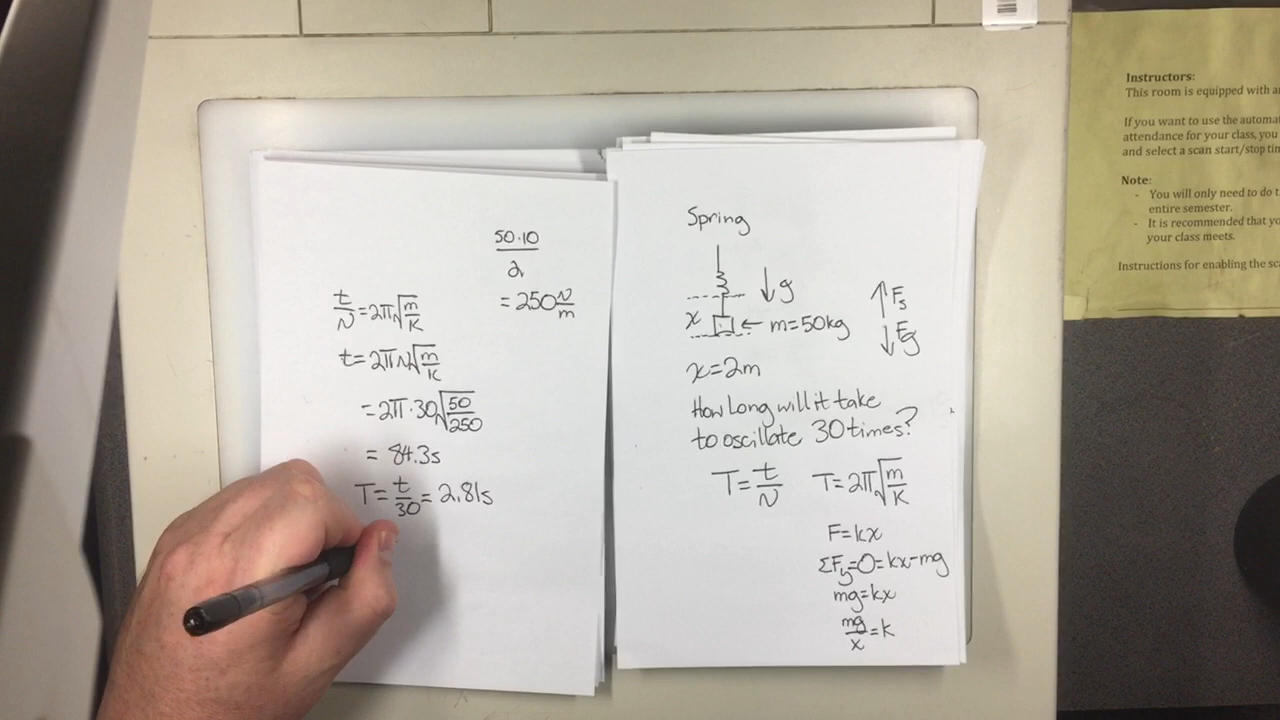 50·10
2
= 250 N/m
t/N = 2π√(m/K)
t = 2πN√(m/K)
= 2π·30√(50/250)
= 84.3s
T = t/30 = 2.81s
Spring
g
Fs
x
m=50kg
Fg
x=2m
How long will it take
to oscillate 30 times?
T = t/N T = 2π√(m/K)
F=kx
ΣFy=0=kx-mg
mg=kx
mg/x=k
Instructors:
This room is equipped with
If you want to use the
attendance for your class, you
and select a scan start/stop
Note:
- You will only need to do
entire semester.
- It is recommended that
your class meets.
Instructions for enabling the